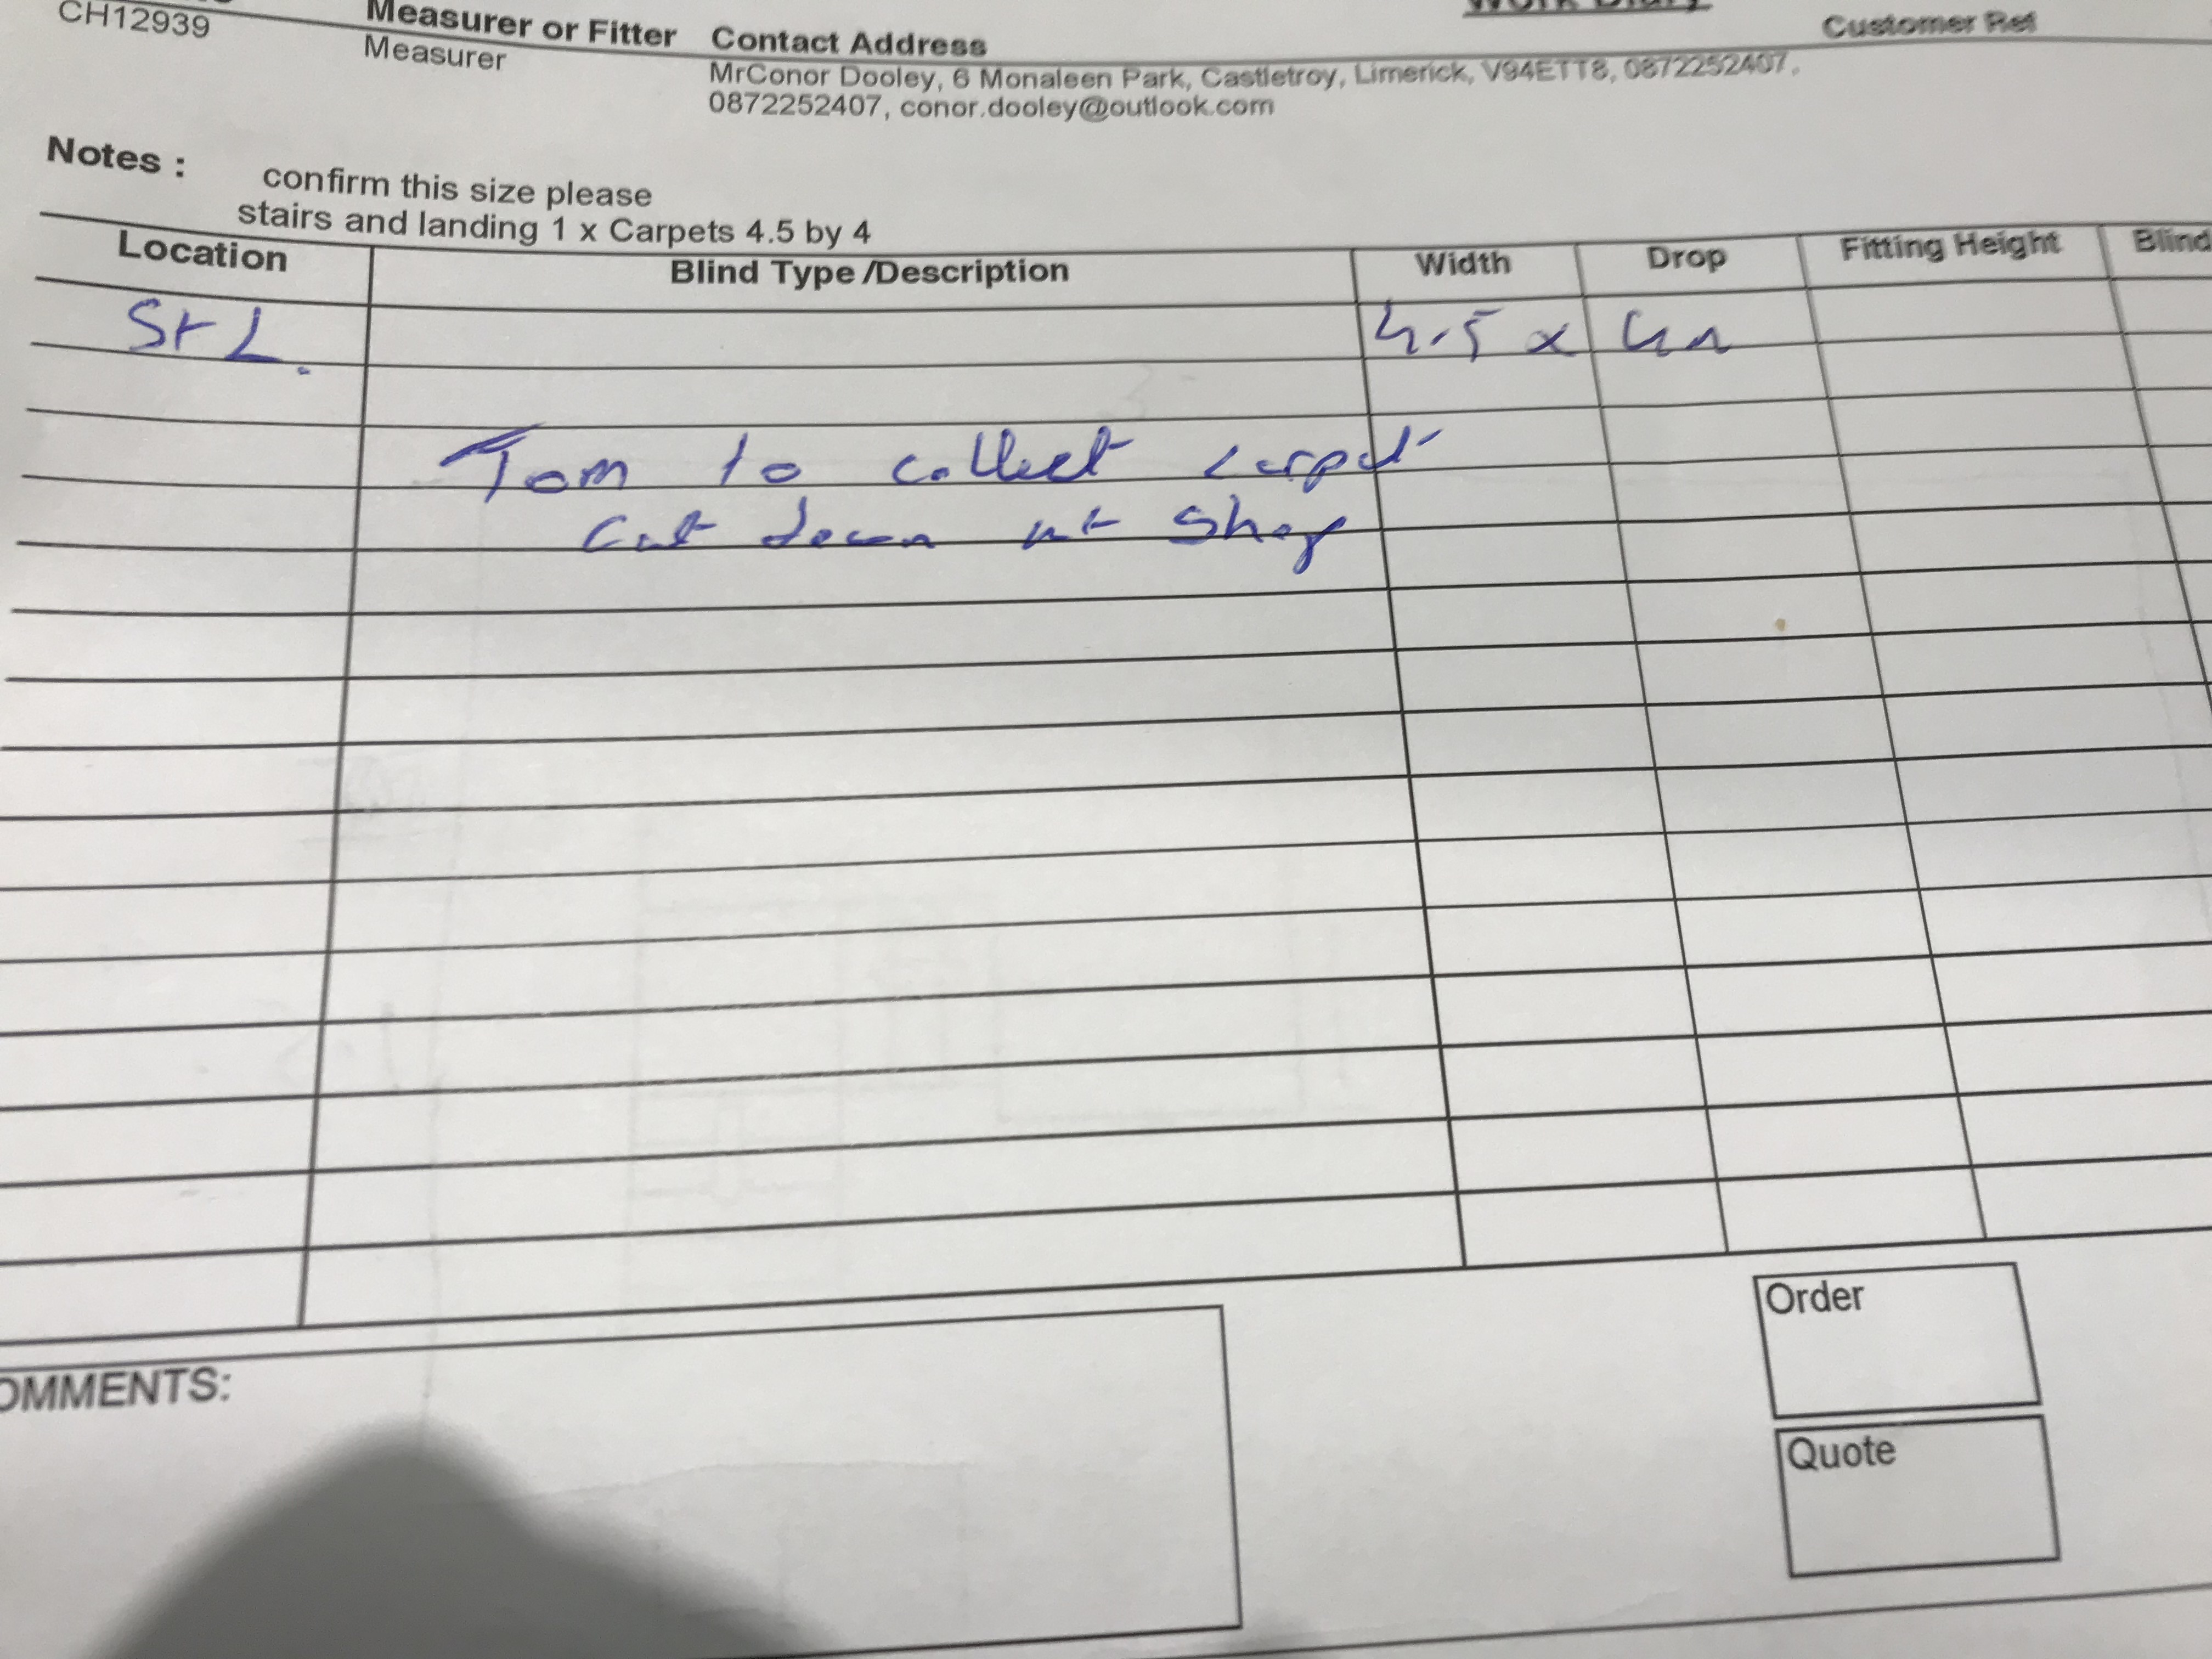 Work Diary
CH12939
Measurer or Fitter Contact Address Customer Ref
Measurer
MrConor Dooley, 6 Monaleen Park, Castletroy, Limerick, V94ETT8, 0872252407,
0872252407, conor.dooley@outlook.com
Notes :
confirm this size please
stairs and landing 1 x Carpets 4.5 by 4
Location Blind Type /Description Width Drop Fitting Height Blind
S+L. 4.5 x 4m
Tom to collect carpet
Cut down at Shop
Order
OMMENTS:
Quote